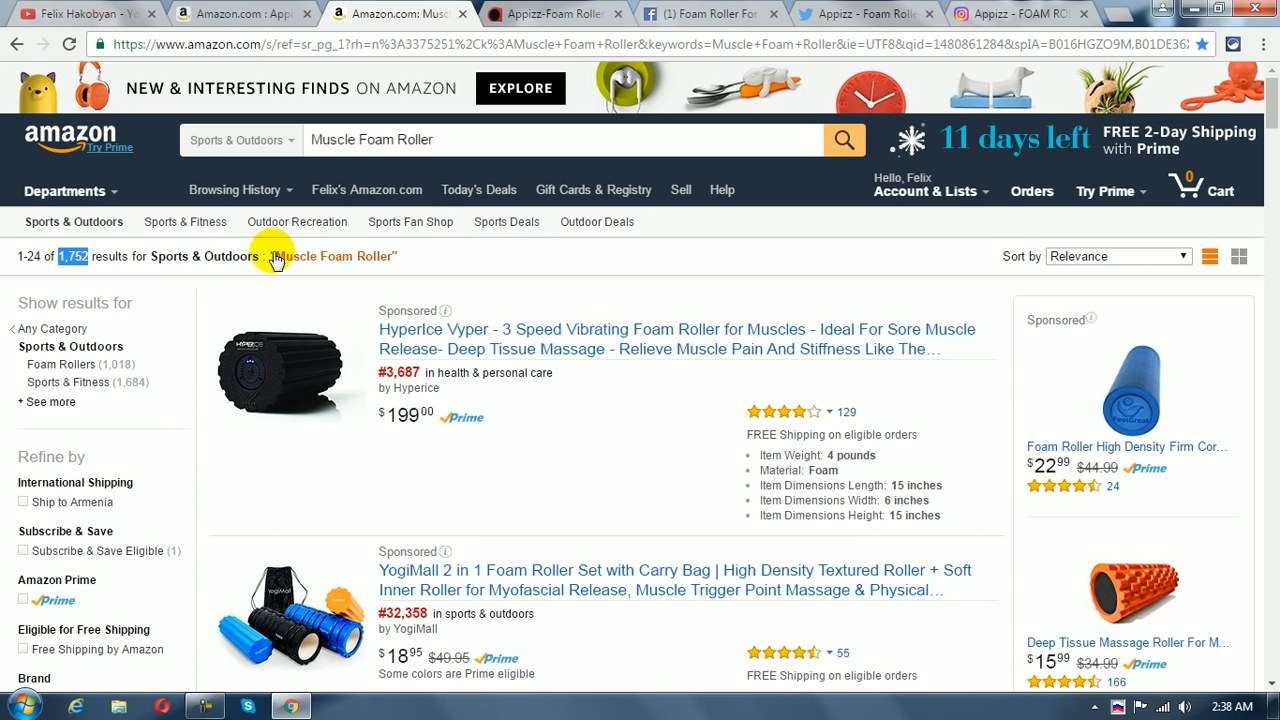 Felix Hakobyan - Yo
Amazon.com : Appi
Amazon.com: Musc
Appizz-Foam Roller
(1) Foam Roller For
Appizz - Foam Ro
Appizz - FOAM RO
https://www.amazon.com/s/ref=sr_pg_1?rh=n%3A3375251%2Ck%3AMuscle+Foam+Roller&keywords=Muscle+Foam+Roller&ie=UTF8&qid=1480861284&spIA=B016HGZO9M,B01DE36X
NEW & INTERESTING FINDS ON AMAZON EXPLORE
amazon Try Prime
Sports & Outdoors Muscle Foam Roller
11 days left FREE 2-Day Shipping with Prime
Departments
Browsing History Felix's Amazon.com Today's Deals Gift Cards & Registry Sell Help
Hello, Felix
Account & Lists Orders Try Prime 0 Cart
Sports & Outdoors Sports & Fitness Outdoor Recreation Sports Fan Shop Sports Deals Outdoor Deals
1-24 of 1,752 results for Sports & Outdoors : "Muscle Foam Roller"
Sort by Relevance
Show results for
Any Category
Sports & Outdoors
Foam Rollers (1,018)
Sports & Fitness (1,684)
+ See more
Refine by
International Shipping
Ship to Armenia
Subscribe & Save
Subscribe & Save Eligible (1)
Amazon Prime
Prime
Eligible for Free Shipping
Free Shipping by Amazon
Brand
Sponsored
HyperIce Vyper - 3 Speed Vibrating Foam Roller for Muscles - Ideal For Sore Muscle
Release- Deep Tissue Massage - Relieve Muscle Pain And Stiffness Like The…
#3,687 in health & personal care
by Hyperice
$199 00 Prime
129
FREE Shipping on eligible orders
Item Weight: 4 pounds
Material: Foam
Item Dimensions Length: 15 inches
Item Dimensions Width: 6 inches
Item Dimensions Height: 15 inches
HYPERICE
Sponsored
YogiMall 2 in 1 Foam Roller Set with Carry Bag | High Density Textured Roller + Soft
Inner Roller for Myofascial Release, Muscle Trigger Point Massage & Physical…
#32,358 in sports & outdoors
by YogiMall
$18 95 $49.95 Prime
Some colors are Prime eligible
55
FREE Shipping on eligible orders
YogiMall
Sponsored
FeelGreat
Foam Roller High Density Firm Cor…
$22 99 $44.99 Prime
24
Deep Tissue Massage Roller For M…
$15 99 $34.99 Prime
166
2:38 AM